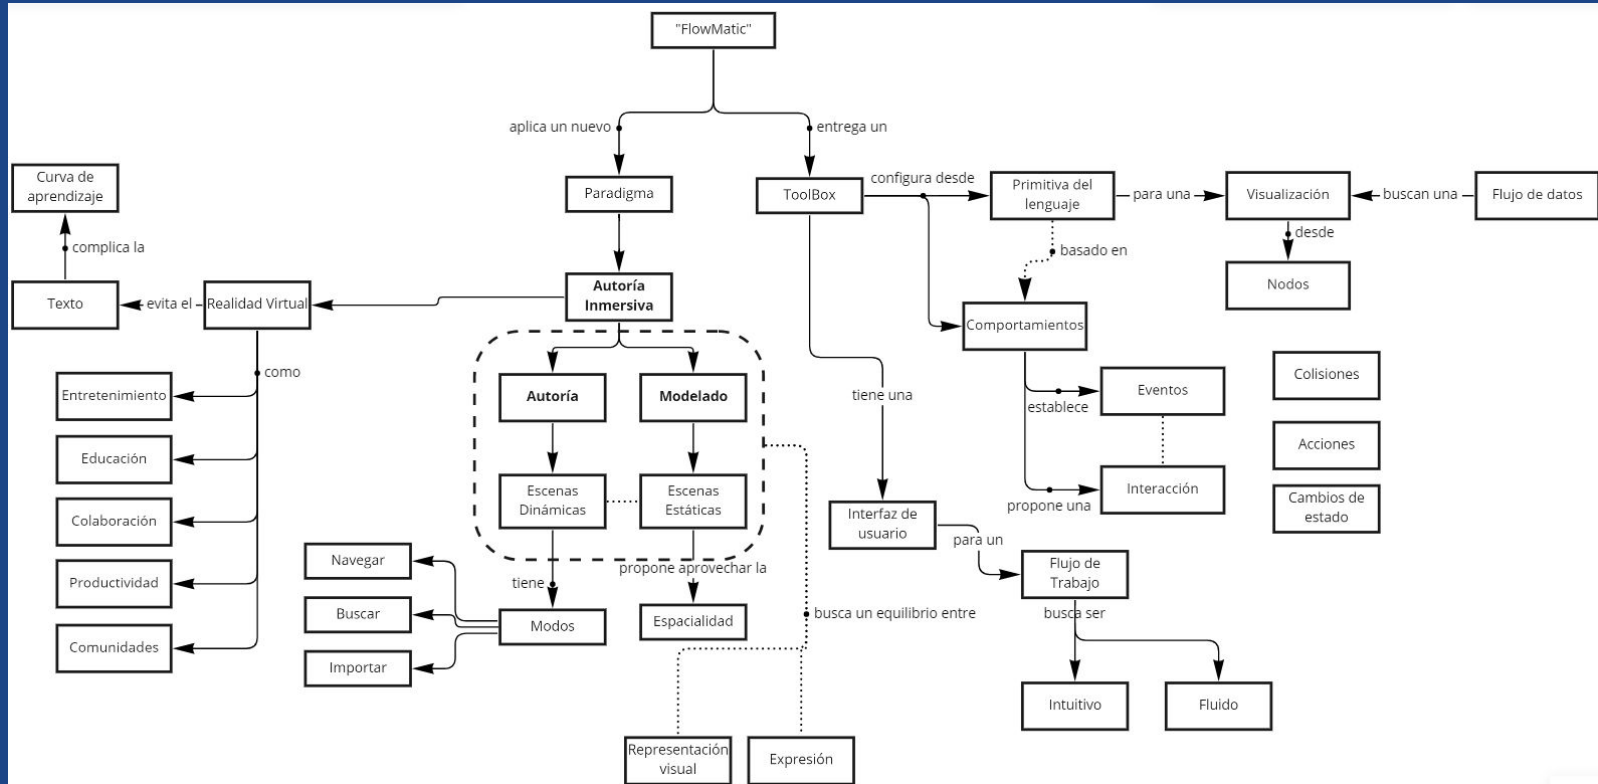 "FlowMatic"
aplica un nuevo
entrega un
Curva de
aprendizaje
Paradigma
ToolBox
configura desde
Primitiva del
lenguaje
para una
Visualización
buscan una
Flujo de datos
complica la
basado en
desde
Nodos
Texto
evita el
Realidad Virtual
Autoría
Inmersiva
Comportamientos
como
Entretenimiento
Educación
Colaboración
Productividad
Comunidades
Autoría
Modelado
tiene una
Eventos
establece
Colisiones
Acciones
Cambios de
estado
Escenas
Dinámicas
Escenas
Estáticas
Interacción
propone una
Interfaz de
usuario
para un
Flujo de
Trabajo
busca ser
Navegar
Buscar
Importar
tiene
Modos
propone aprovechar la
Espacialidad
busca un equilibrio entre
Intuitivo
Fluido
Representación
visual
Expresión